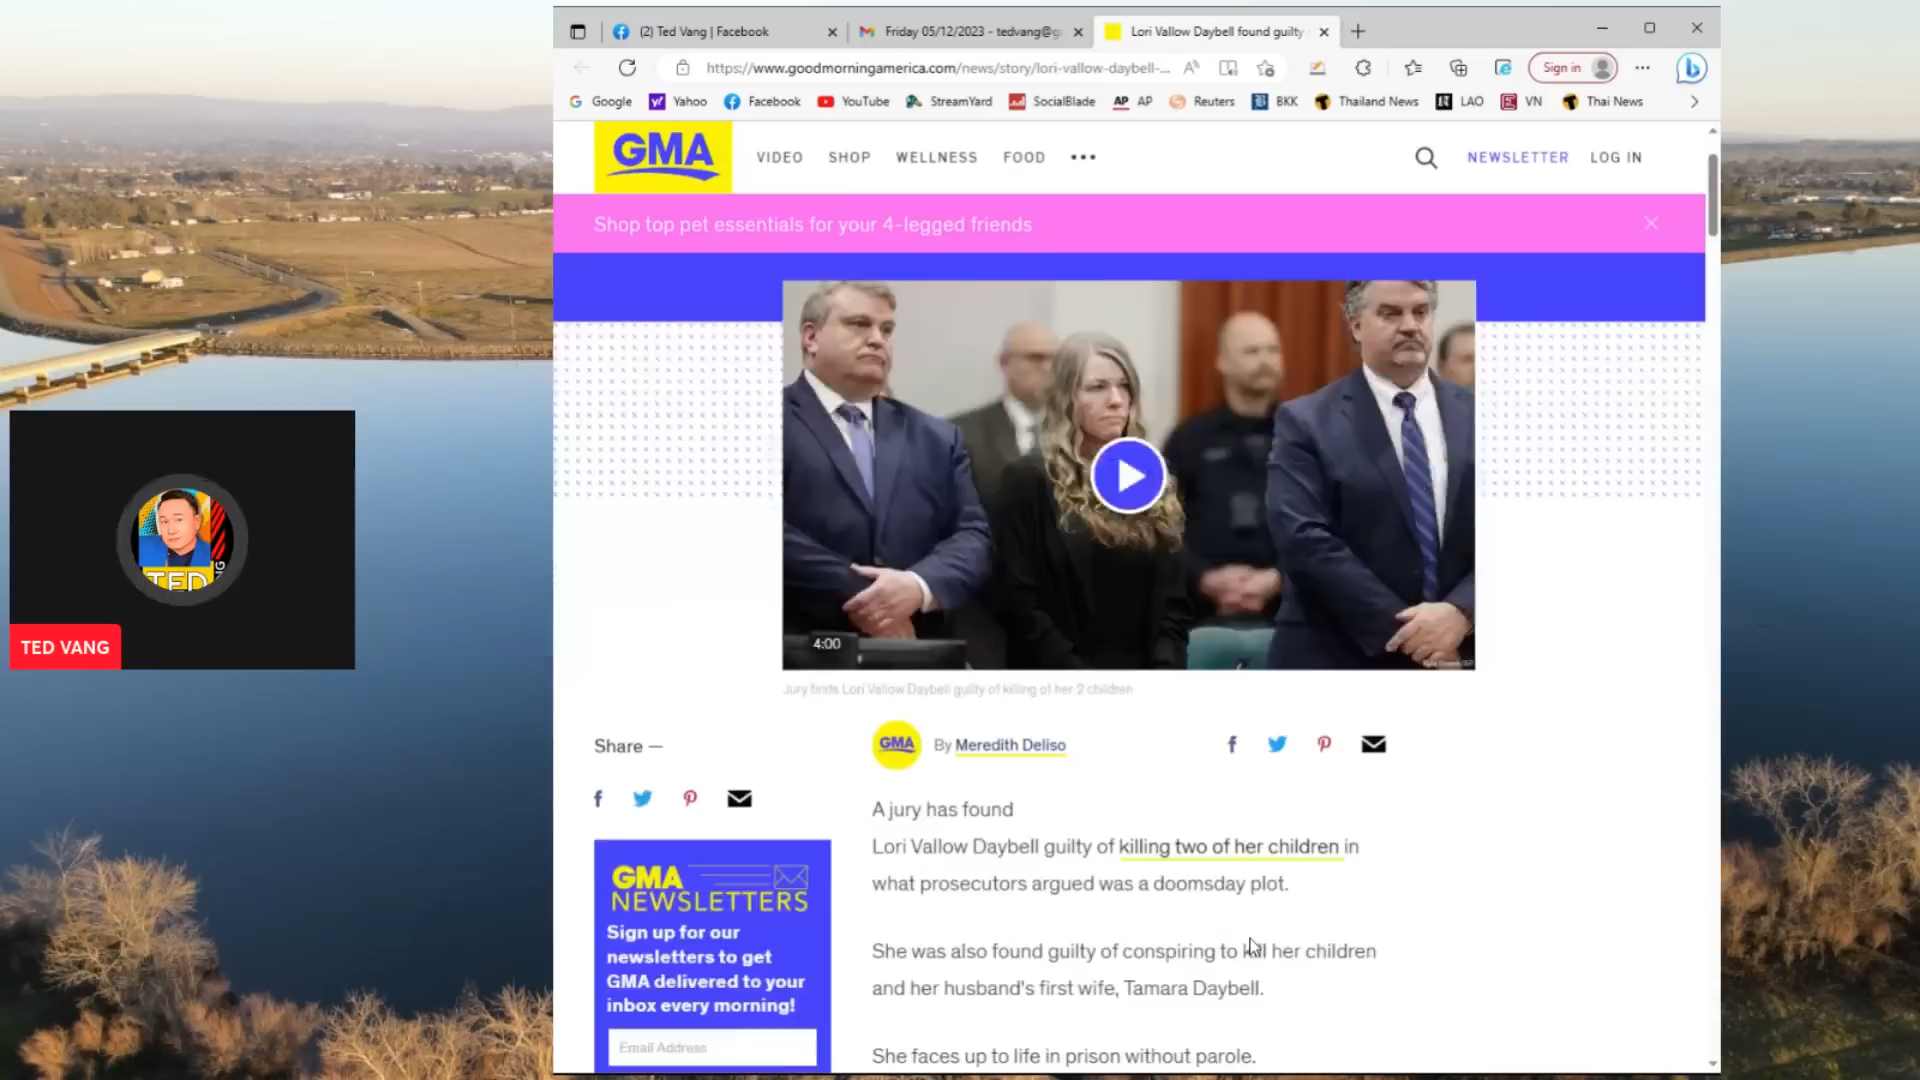 (2) Ted Vang | Facebook
Friday 05/12/2023 - tedvang@g
Lori Vallow Daybell found guilty
https://www.goodmorningamerica.com/news/story/lori-vallow-daybell-...
Sign in
Google
Yahoo
Facebook
YouTube
StreamYard
SocialBlade
AP AP
Reuters
BKK
Thailand News
LAO
VN
Thai News
GMA
VIDEO
SHOP
WELLNESS
FOOD
NEWSLETTER
LOG IN
Shop top pet essentials for your 4-legged friends
4:00
Jury finds Lori Vallow Daybell guilty of killing of her 2 children
TED
TED VANG
Share —
GMA
By Meredith Deliso
A jury has found
Lori Vallow Daybell guilty of killing two of her children in
what prosecutors argued was a doomsday plot.
She was also found guilty of conspiring to kill her children
and her husband's first wife, Tamara Daybell.
She faces up to life in prison without parole.
GMA
NEWSLETTERS
Sign up for our
newsletters to get
GMA delivered to your
inbox every morning!
Email Address